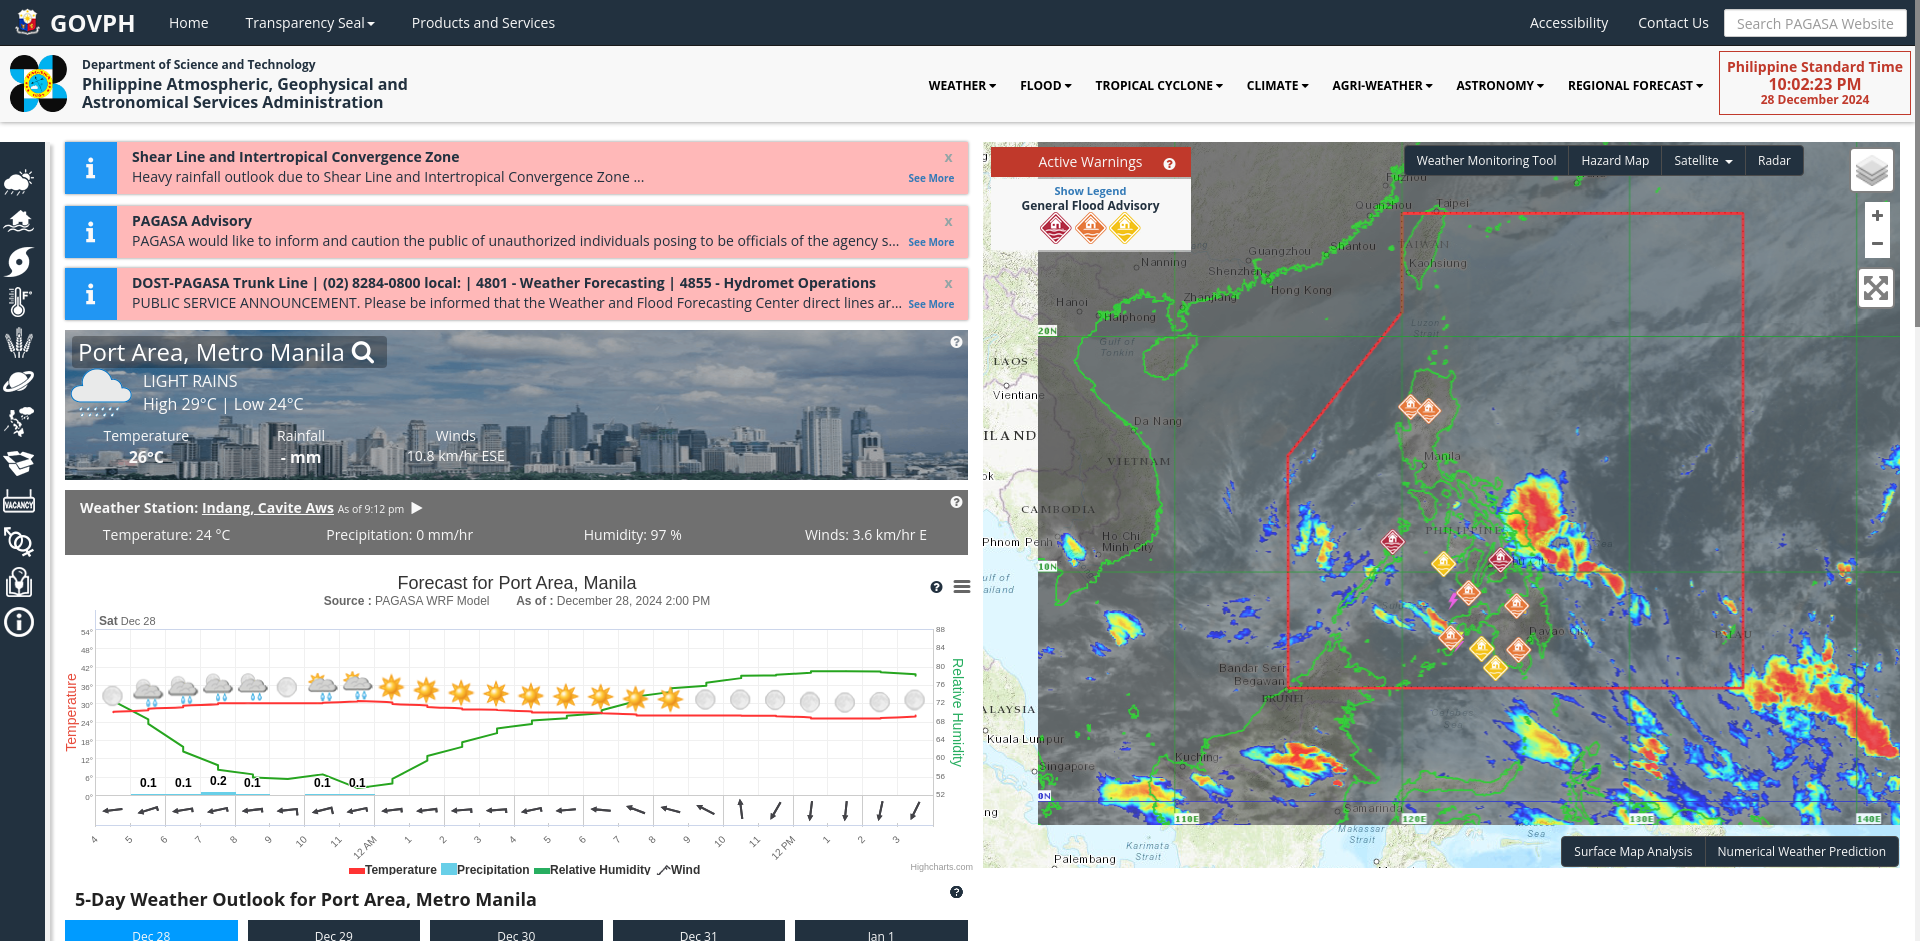 GOVPH
Home
Transparency Seal
Products and Services
Accessibility
Contact Us
Search PAGASA Website
Department of Science and Technology
Philippine Atmospheric, Geophysical and
Astronomical Services Administration
WEATHER
FLOOD
TROPICAL CYCLONE
CLIMATE
AGRI-WEATHER
ASTRONOMY
REGIONAL FORECAST
Philippine Standard Time
10:02:23 PM
28 December 2024
Shear Line and Intertropical Convergence Zone
x
Heavy rainfall outlook due to Shear Line and Intertropical Convergence Zone ...
See More
PAGASA Advisory
x
PAGASA would like to inform and caution the public of unauthorized individuals posing to be officials of the agency s...
See More
DOST-PAGASA Trunk Line | (02) 8284-0800 local: | 4801 - Weather Forecasting | 4855 - Hydromet Operations
x
PUBLIC SERVICE ANNOUNCEMENT. Please be informed that the Weather and Flood Forecasting Center direct lines ar...
See More
VACANCY
Port Area, Metro Manila
LIGHT RAINS
High 29°C | Low 24°C
Temperature
Rainfall
Winds
26°C
- mm
10.8 km/hr ESE
Weather Station: Indang, Cavite Aws As of 9:12 pm
Temperature: 24 °C
Precipitation: 0 mm/hr
Humidity: 97 %
Winds: 3.6 km/hr E
Forecast for Port Area, Manila
Source : PAGASA WRF Model
As of : December 28, 2024 2:00 PM
Sat Dec 28
Temperature
54°
48°
42°
36°
30°
24°
18°
12°
6°
0°
88
84
80
76
72
68
64
60
56
52
Relative Humidity
0.1
0.1
0.2
0.1
0.1
0.1
4
5
6
7
8
9
10
11
12 AM
1
2
3
4
5
6
7
8
9
10
11
12 PM
1
2
3
Temperature
Precipitation
Relative Humidity
Wind
Highcharts.com
5-Day Weather Outlook for Port Area, Metro Manila
Dec 28
Dec 29
Dec 30
Dec 31
Jan 1
Active Warnings
Show Legend
General Flood Advisory
Weather Monitoring Tool
Hazard Map
Satellite
Radar
+
−
Fuzhou
Quanzhou
Taipei
TAIWAN
Kaohsiung
Shantou
Guangzhou
Shenzhen
Hong Kong
Nanning
Zhanjiang
Hanoi
Haiphong
Gulf of
Tonkin
Luzon
Strait
20N
LAOS
Vientiane
Da Nang
ILAND
VIETNAM
Manila
ok
CAMBODIA
Phnom Penh
Ho Chi
Minh City
PHILIPPINES
10N
ulf of
ailand
Davao City
PALAU
Bandar Seri
Begawan
BRUNEI
ALAYSIA
Kuala Lumpur
Singapore
Kuching
0N
ng
Samarinda
110E
120E
130E
140E
Makassar
Strait
Karimata
Strait
Palembang
Sea
Surface Map Analysis
Numerical Weather Prediction